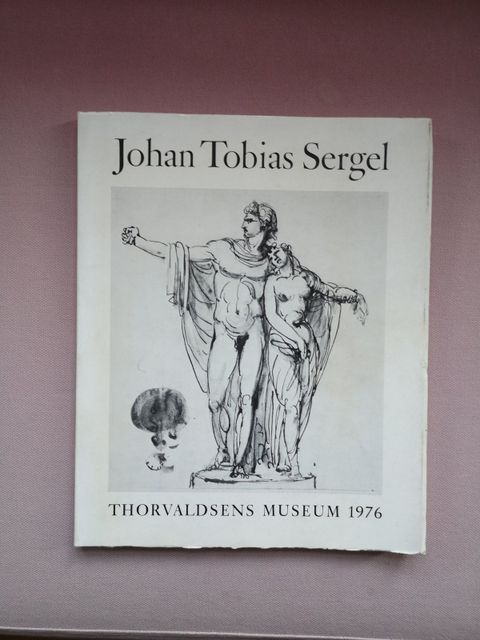 Johan Tobias Sergel
THORVALDSENS MUSEUM 1976